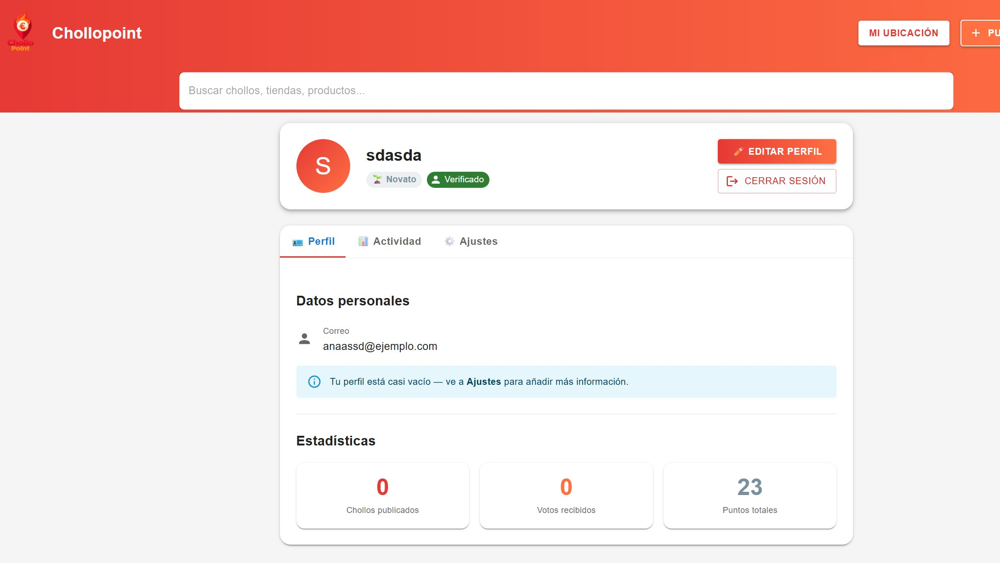 Chollo
Point
Chollopoint
MI UBICACIÓN
+ PU
Buscar chollos, tiendas, productos...
S
sdasda
Novato
Verificado
EDITAR PERFIL
CERRAR SESIÓN
Perfil
Actividad
Ajustes
Datos personales
Correo
anaassd@ejemplo.com
Tu perfil está casi vacío — ve a Ajustes para añadir más información.
Estadísticas
0
Chollos publicados
0
Votos recibidos
23
Puntos totales